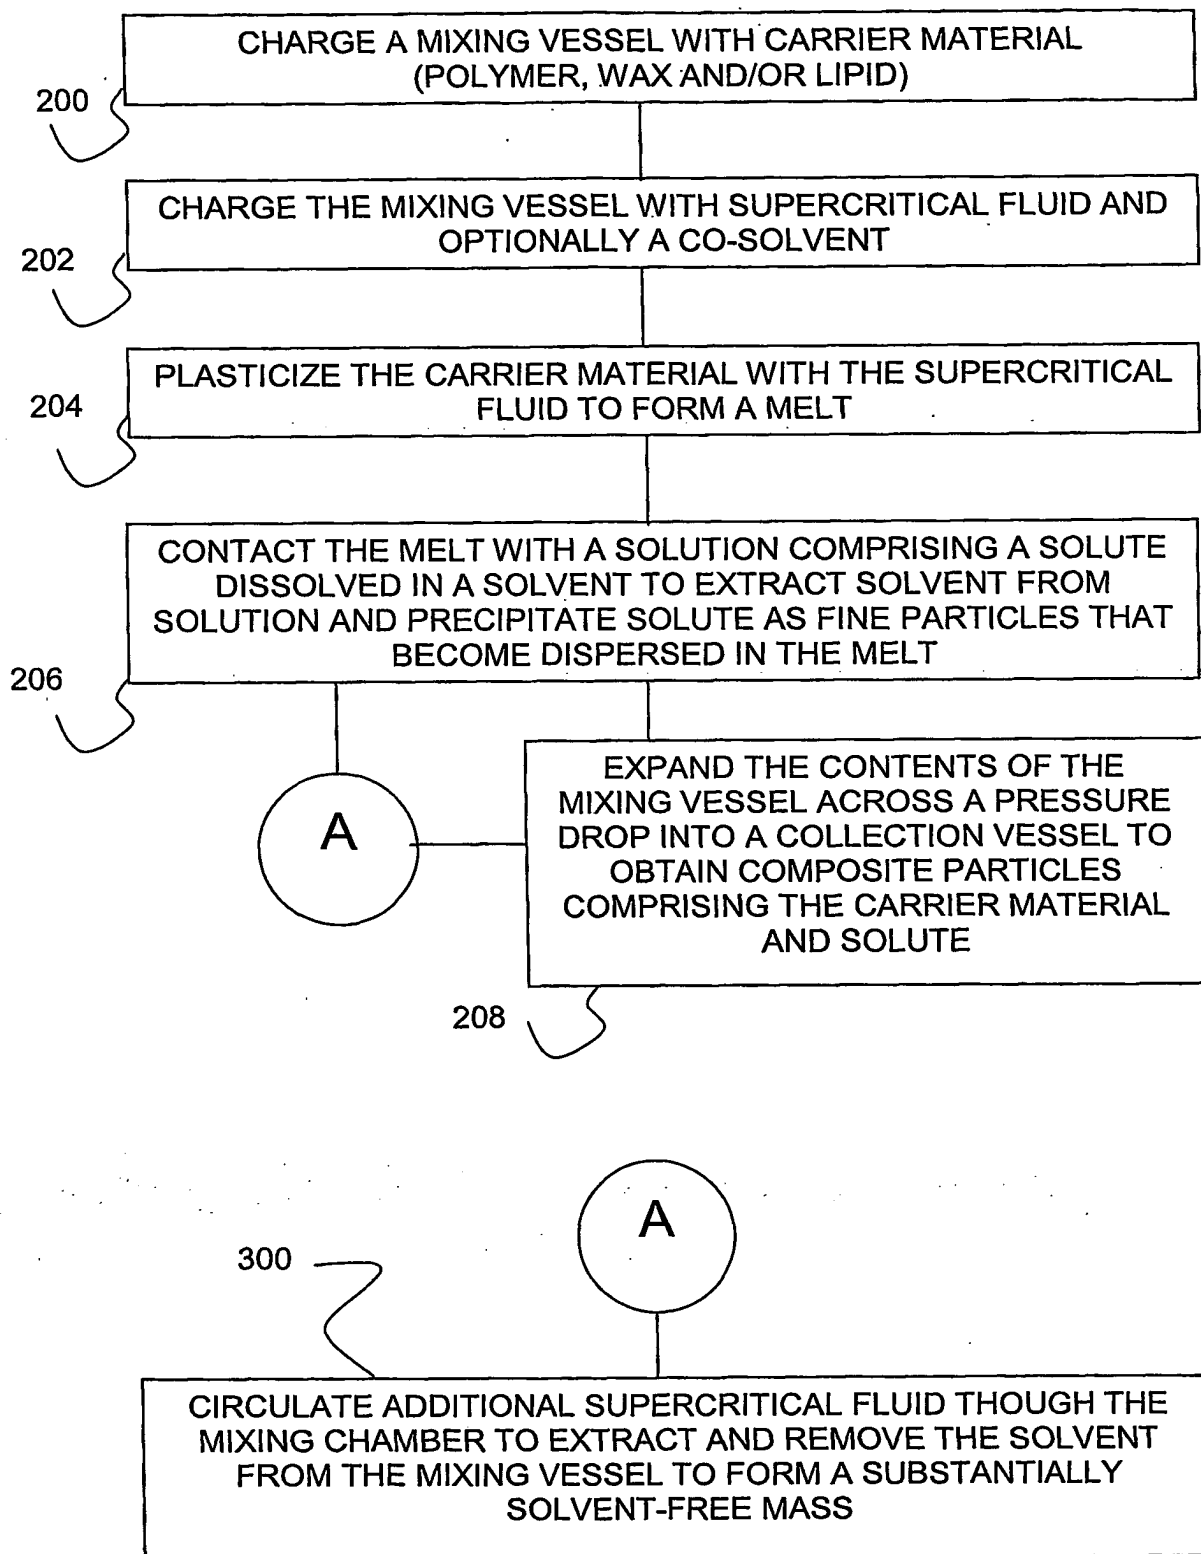 CHARGE A MIXING VESSEL WITH CARRIER MATERIAL
(POLYMER, WAX AND/OR LIPID)
200
CHARGE THE MIXING VESSEL WITH SUPERCRITICAL FLUID AND
OPTIONALLY A CO-SOLVENT
202
PLASTICIZE THE CARRIER MATERIAL WITH THE SUPERCRITICAL
FLUID TO FORM A MELT
204
CONTACT THE MELT WITH A SOLUTION COMPRISING A SOLUTE
DISSOLVED IN A SOLVENT TO EXTRACT SOLVENT FROM
SOLUTION AND PRECIPITATE SOLUTE AS FINE PARTICLES THAT
BECOME DISPERSED IN THE MELT
206
A
EXPAND THE CONTENTS OF THE
MIXING VESSEL ACROSS A PRESSURE
DROP INTO A COLLECTION VESSEL TO
OBTAIN COMPOSITE PARTICLES
COMPRISING THE CARRIER MATERIAL
AND SOLUTE
208
A
300
CIRCULATE ADDITIONAL SUPERCRITICAL FLUID THOUGH THE
MIXING CHAMBER TO EXTRACT AND REMOVE THE SOLVENT
FROM THE MIXING VESSEL TO FORM A SUBSTANTIALLY
SOLVENT-FREE MASS